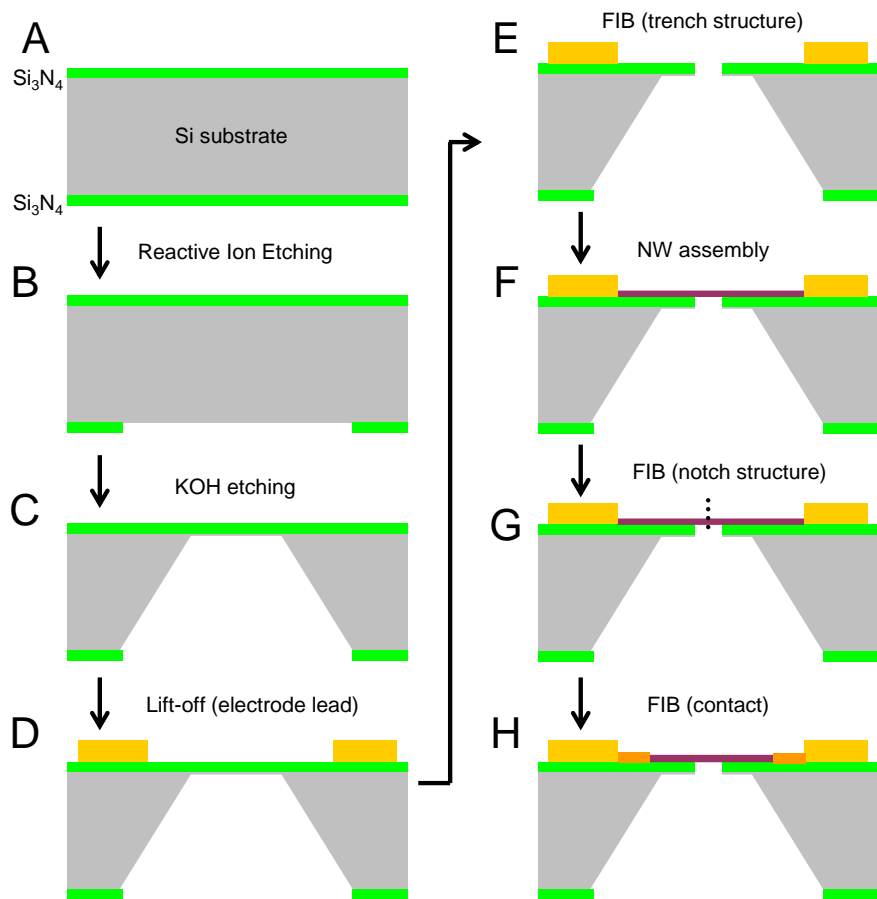 A
Si₃N₄
Si substrate
Si₃N₄
Reactive Ion Etching
B
KOH etching
C
Lift-off (electrode lead)
D
FIB (trench structure)
E
NW assembly
F
FIB (notch structure)
G
FIB (contact)
H